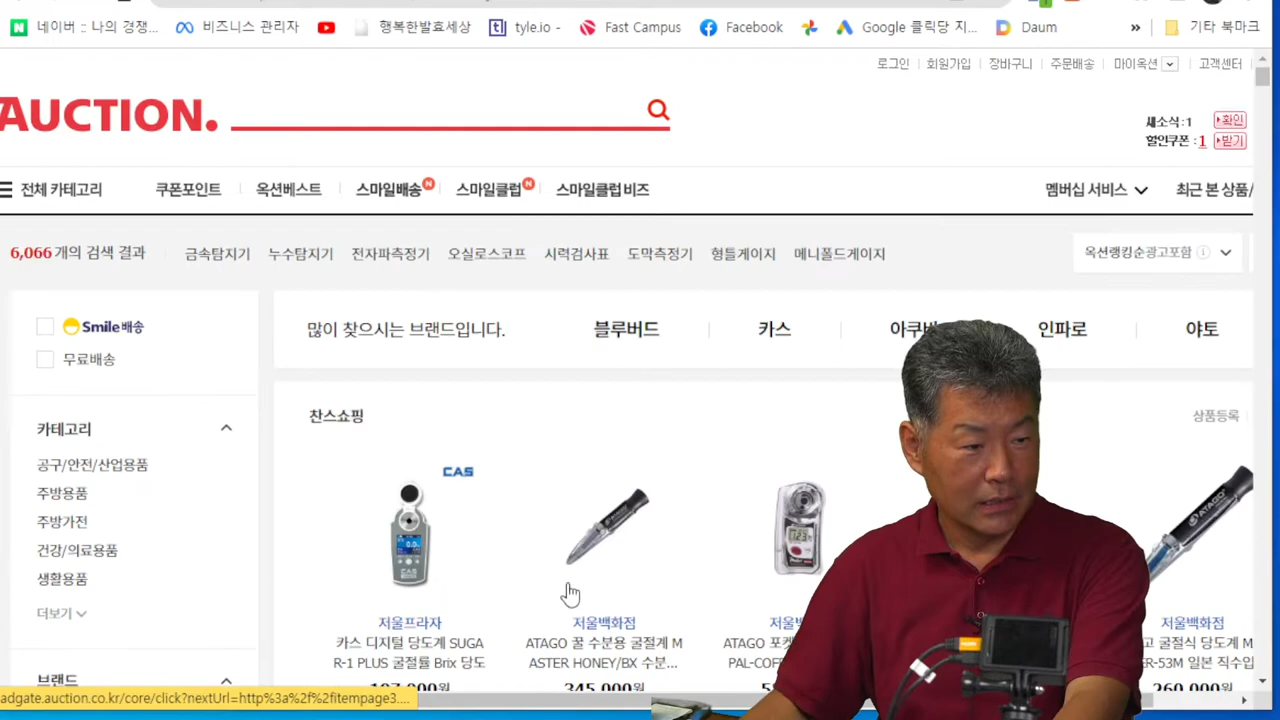 네이버 :: 나의 경쟁...
비즈니스 관리자
행복한발효세상
tyle.io -
Fast Campus
Facebook
Google 클릭당 지...
Daum
»
기타 북마크
로그인
회원가입
장바구니
주문배송
마이옥션
고객센터
AUCTION.
새소식 : 1
확인
할인쿠폰 : 1
받기
전체 카테고리
쿠폰포인트
옥션베스트
스마일배송 N
스마일클럽 N
스마일클럽 비즈
멤버십 서비스
최근 본 상품/
6,066 개의 검색 결과
금속탐지기
누수탐지기
전자파측정기
오실로스코프
시력검사표
도막측정기
형틀게이지
메니폴드게이지
옥션랭킹순광고포함
Smile배송
무료배송
많이 찾으시는 브랜드입니다.
블루버드
카스
인파로
야토
카테고리
공구/안전/산업용품
주방용품
주방가전
건강/의료용품
생활용품
더보기
브랜드
찬스쇼핑
상품등록
CAS
ATAGO
저울프라자
카스 디지털 당도계 SUGA
R-1 PLUS 굴절률 Brix 당도
저울백화점
ATAGO 꿀 수분용 굴절계 M
ASTER HONEY/BX 수분...
345,000원
ATAGO 포켓
PAL-COF
저울백화점
고 굴절식 당도계 M
ER-53M 일본 직수입
260,000원
adgate.auction.co.kr/core/click?nextUrl=http%3a%2f%2fitempage3....